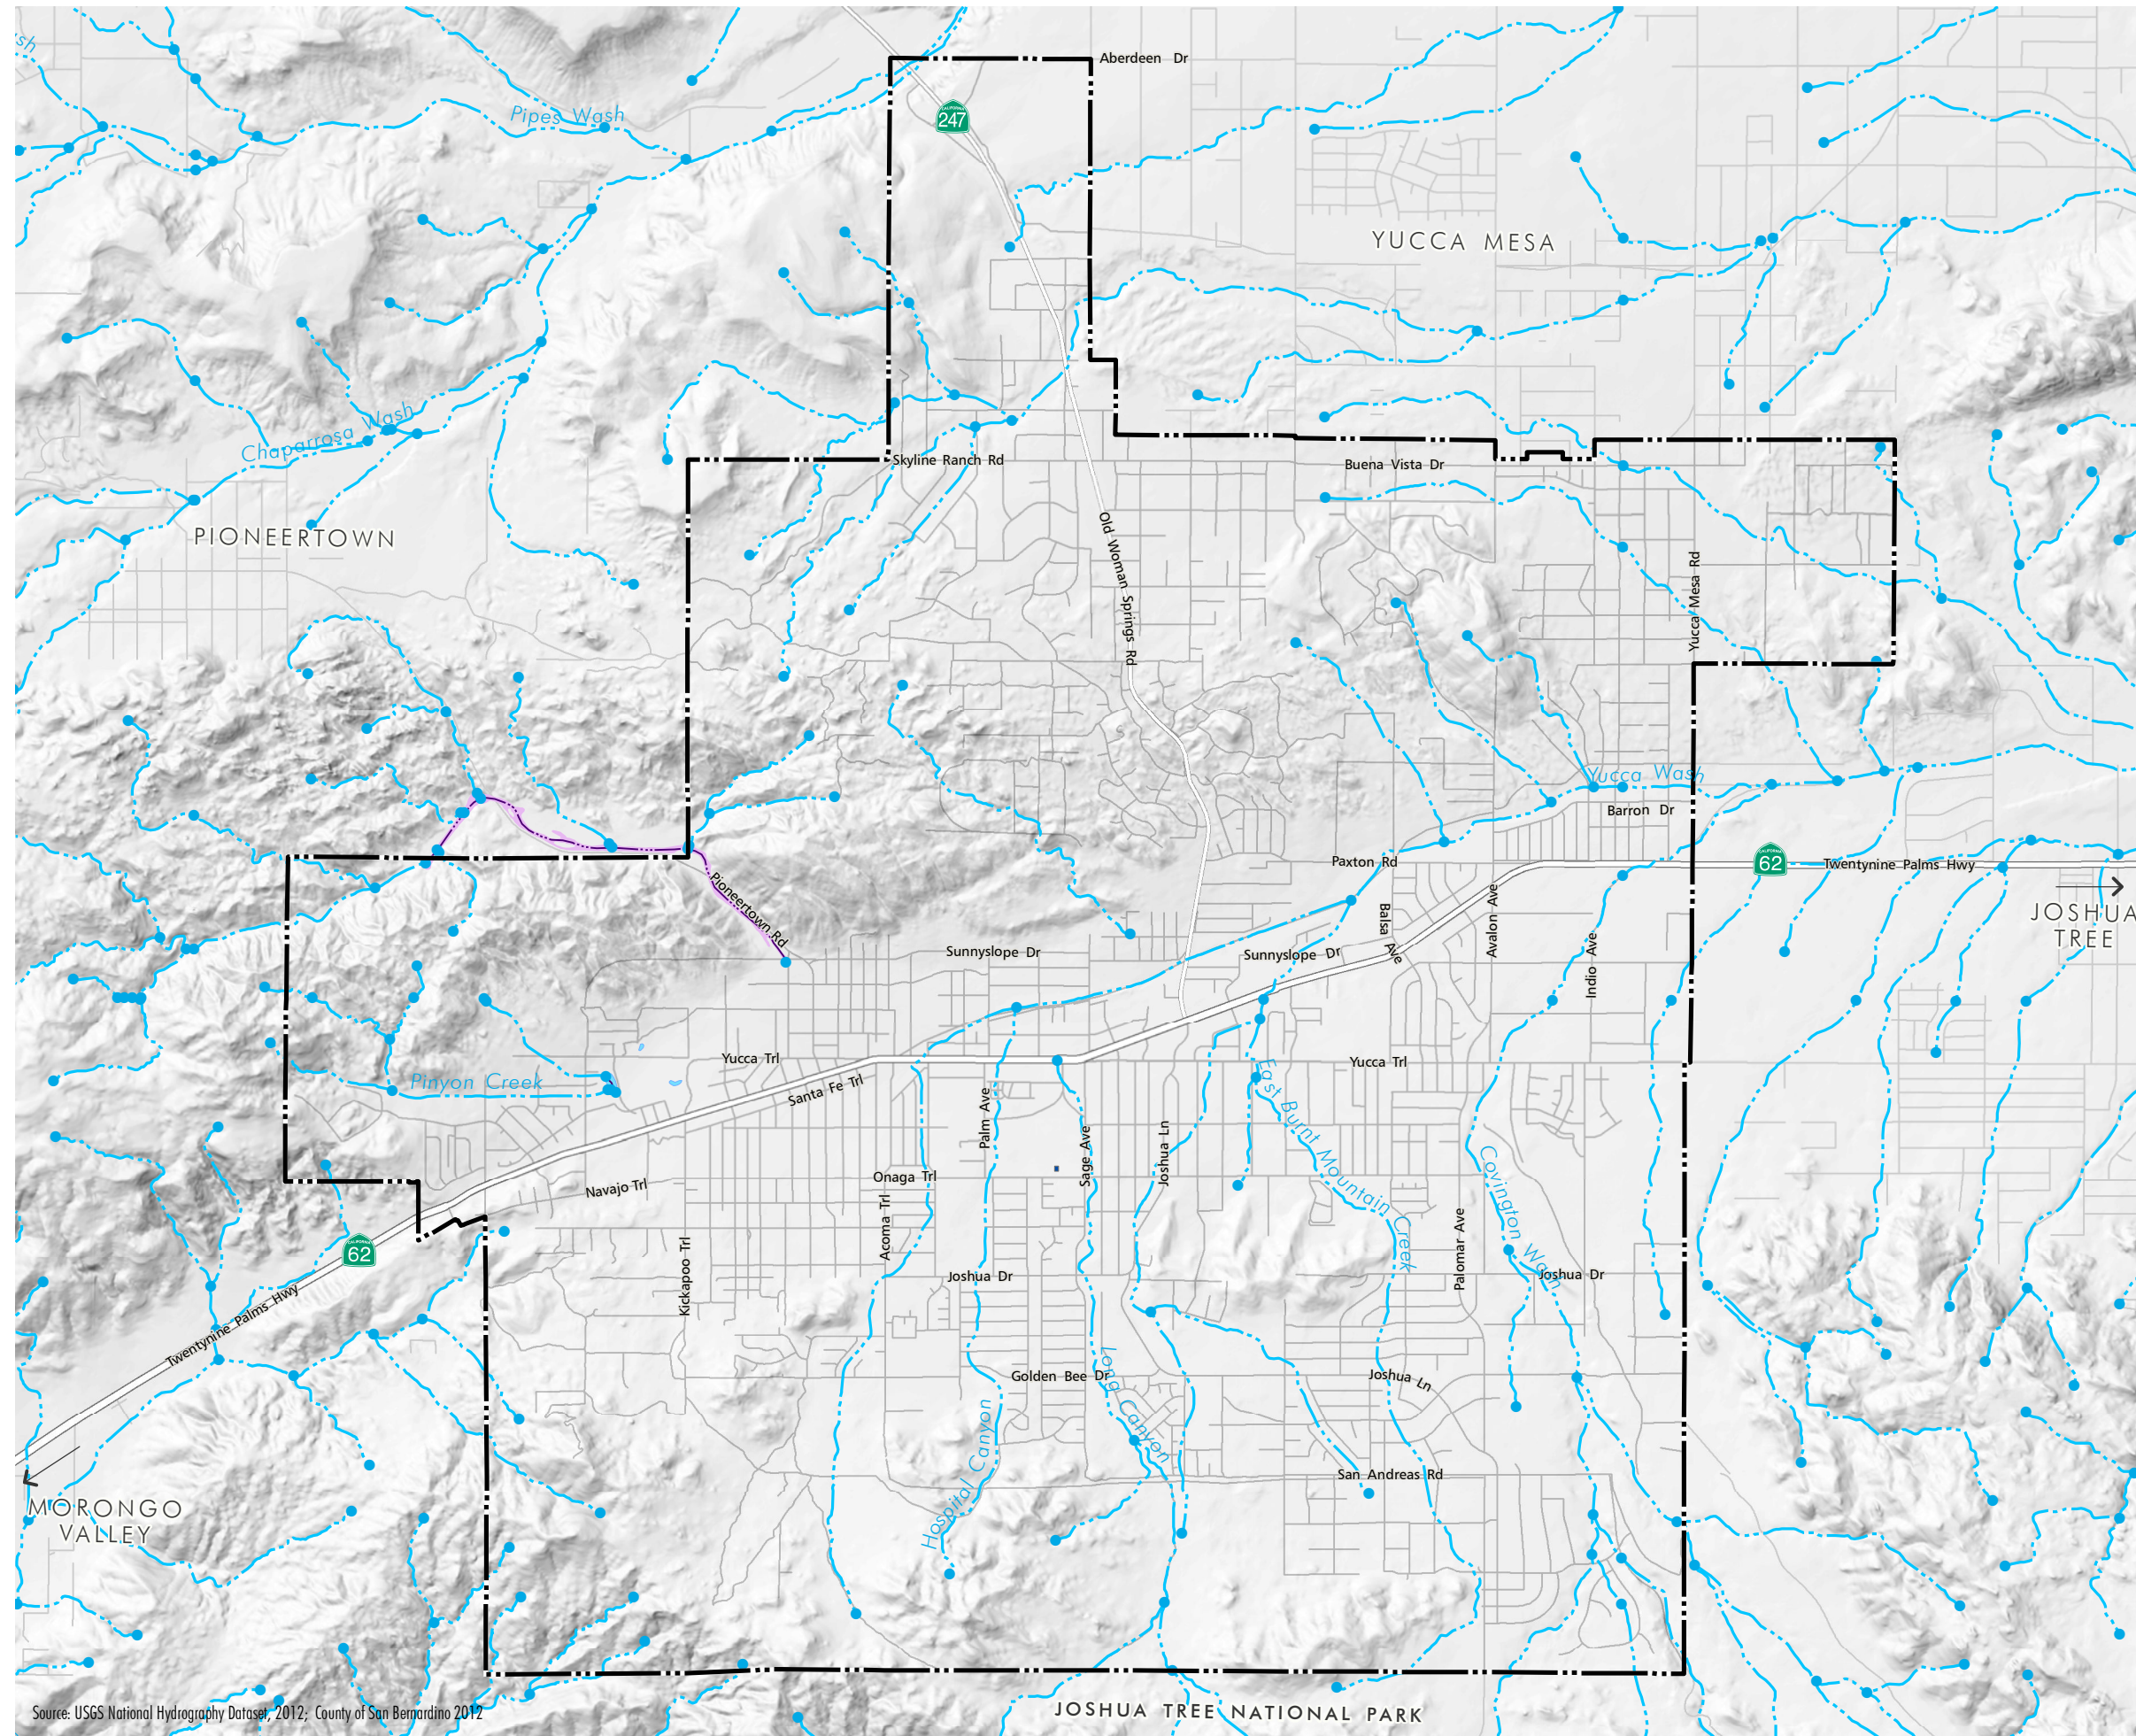 sh
Aberdeen Dr
Pipes Wash
CALIFORNIA
247
YUCCA MESA
Chaparrosa Wash
Skyline Ranch Rd
Buena Vista Dr
PIONEERTOWN
Old Woman Springs Rd
Yucca Mesa Rd
Yucca Wash
Barron Dr
Paxton Rd
CALIFORNIA
62
Twentynine Palms Hwy
Pioneertown Rd
Balsa Ave
Avalon Ave
JOSHUA
TREE
Sunnyslope Dr
Sunnyslope Dr
Indio Ave
Yucca Trl
Yucca Trl
Pinyon Creek
Santa Fe Trl
Palm Ave
East Burnt Mountain Creek
Sage Ave
Joshua Ln
Covington Wash
Onaga Trl
Navajo Trl
Acoma Trl
Kickapoo Trl
Palomar Ave
CALIFORNIA
62
Twentynine Palms Hwy
Joshua Dr
Joshua Dr
Golden Bee Dr
Long Canyon
Joshua Ln
Hospital Canyon
San Andreas Rd
MORONGO
VALLEY
JOSHUA TREE NATIONAL PARK
Source: USGS National Hydrography Dataset, 2012; County of San Bernardino 2012